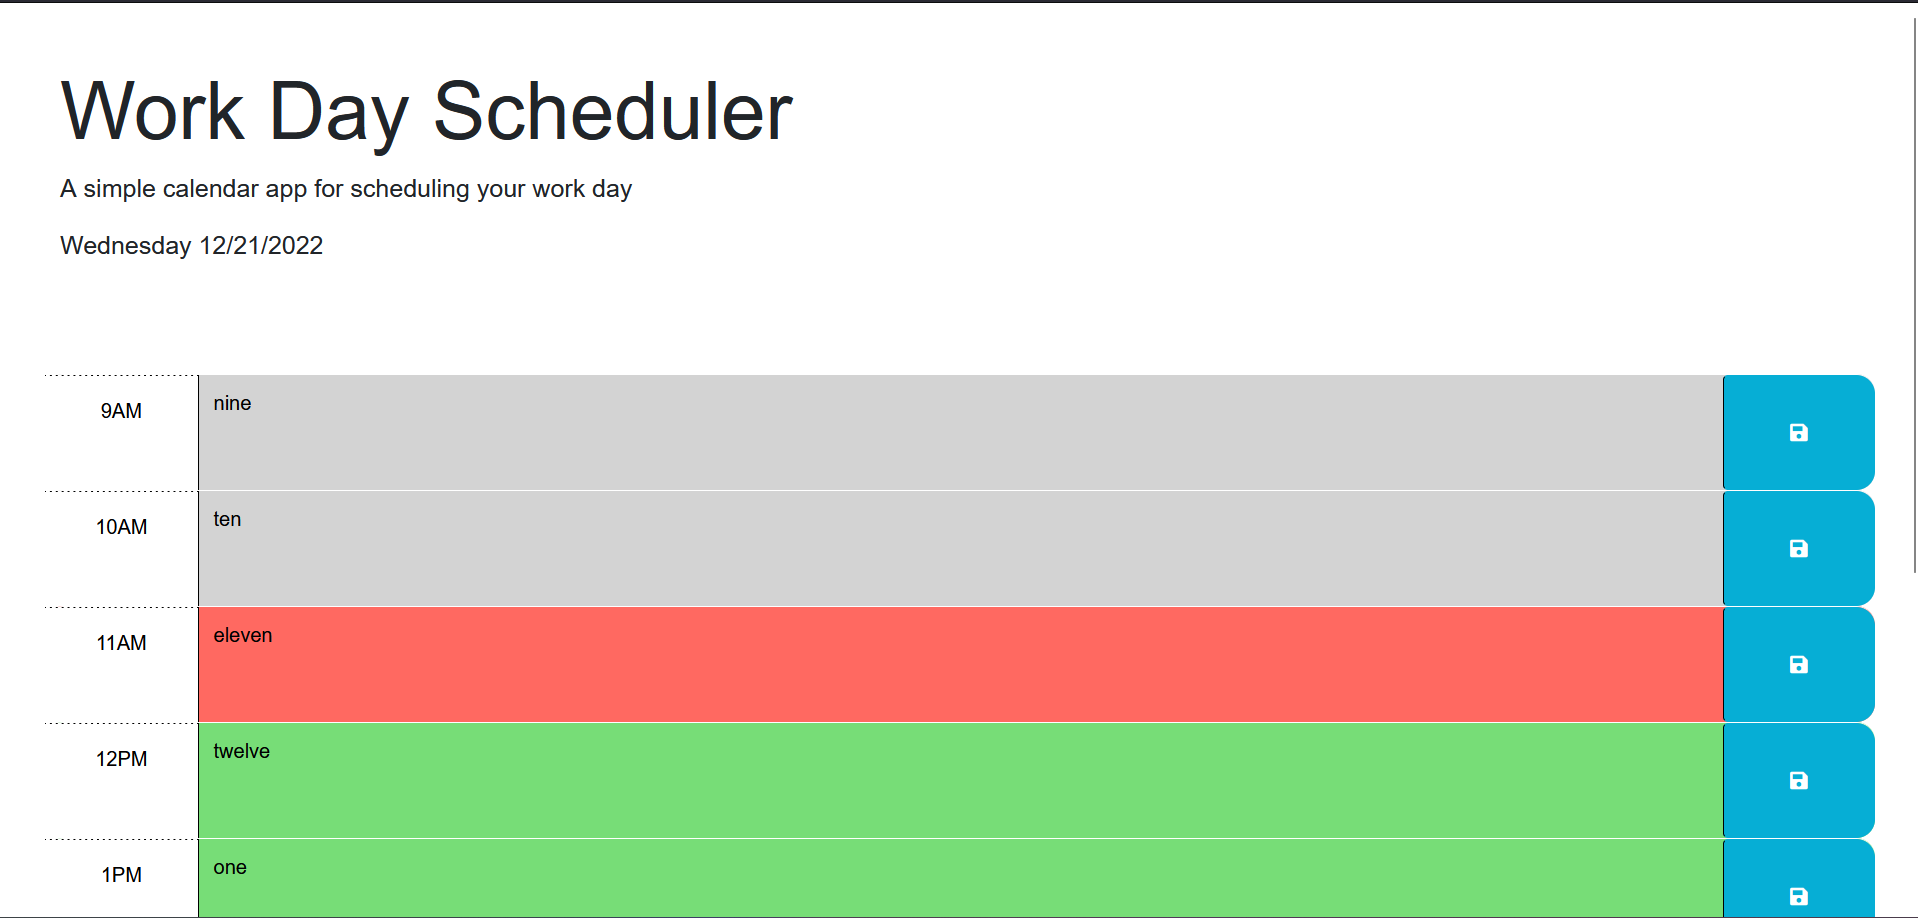 Work Day Scheduler
A simple calendar app for scheduling your work day
Wednesday 12/21/2022
9AM nine
10AM ten
11AM eleven
12PM twelve
1PM one